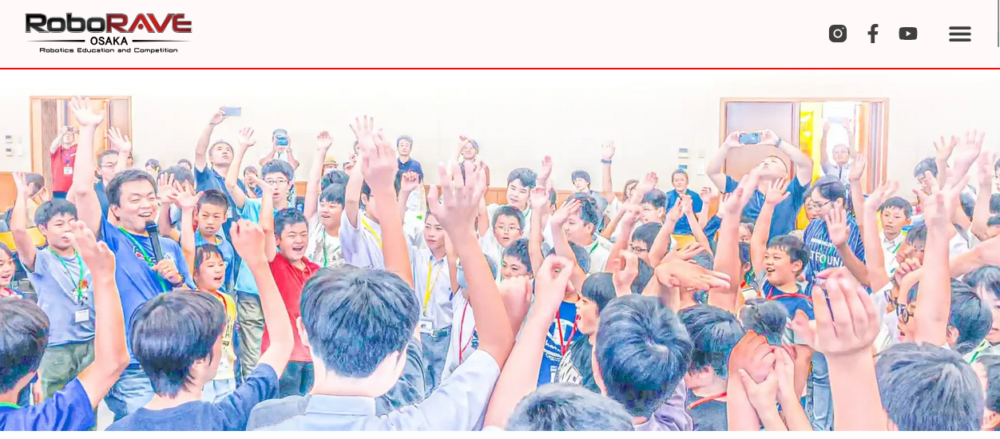 RoboRAVE
OSAKA
Robotics Education and Competition